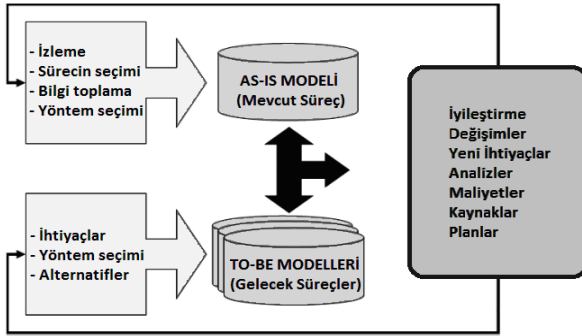 - İzleme
- Sürecin seçimi
- Bilgi toplama
- Yöntem seçimi
AS-IS MODELİ
(Mevcut Süreç)
İyileştirme
Değişimler
Yeni İhtiyaçlar
Analizler
Maliyetler
Kaynaklar
Planlar
- İhtiyaçlar
- Yöntem seçimi
- Alternatifler
TO-BE MODELLERİ
(Gelecek Süreçler)